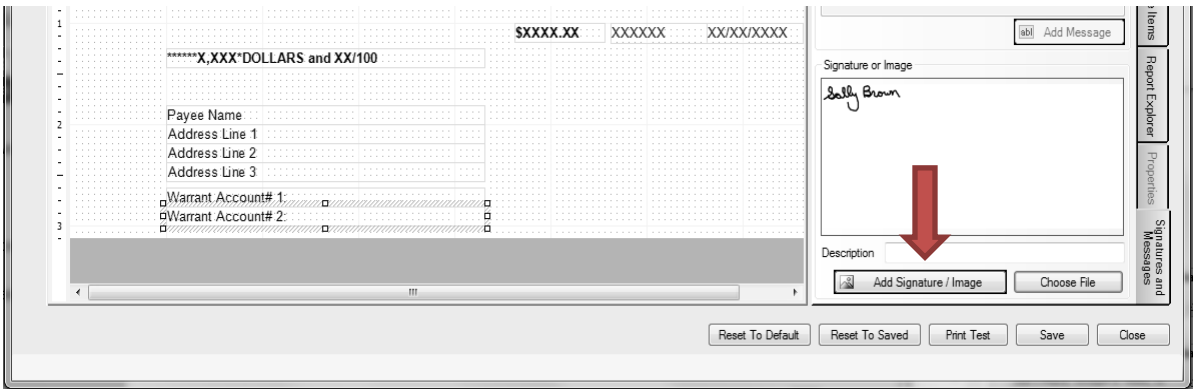 1
$XXXX.XX XXXXXX XX/XX/XXXX
******X,XXX*DOLLARS and XX/100
2
Payee Name
Address Line 1
Address Line 2
Address Line 3
Warrant Account# 1:
Warrant Account# 2:
3
abl Add Message
Signature or Image
Sally Brown
Description
Add Signature / Image Choose File
Items
Report Explorer
Properties
Signatures and Messages
Reset To Default Reset To Saved Print Test Save Close